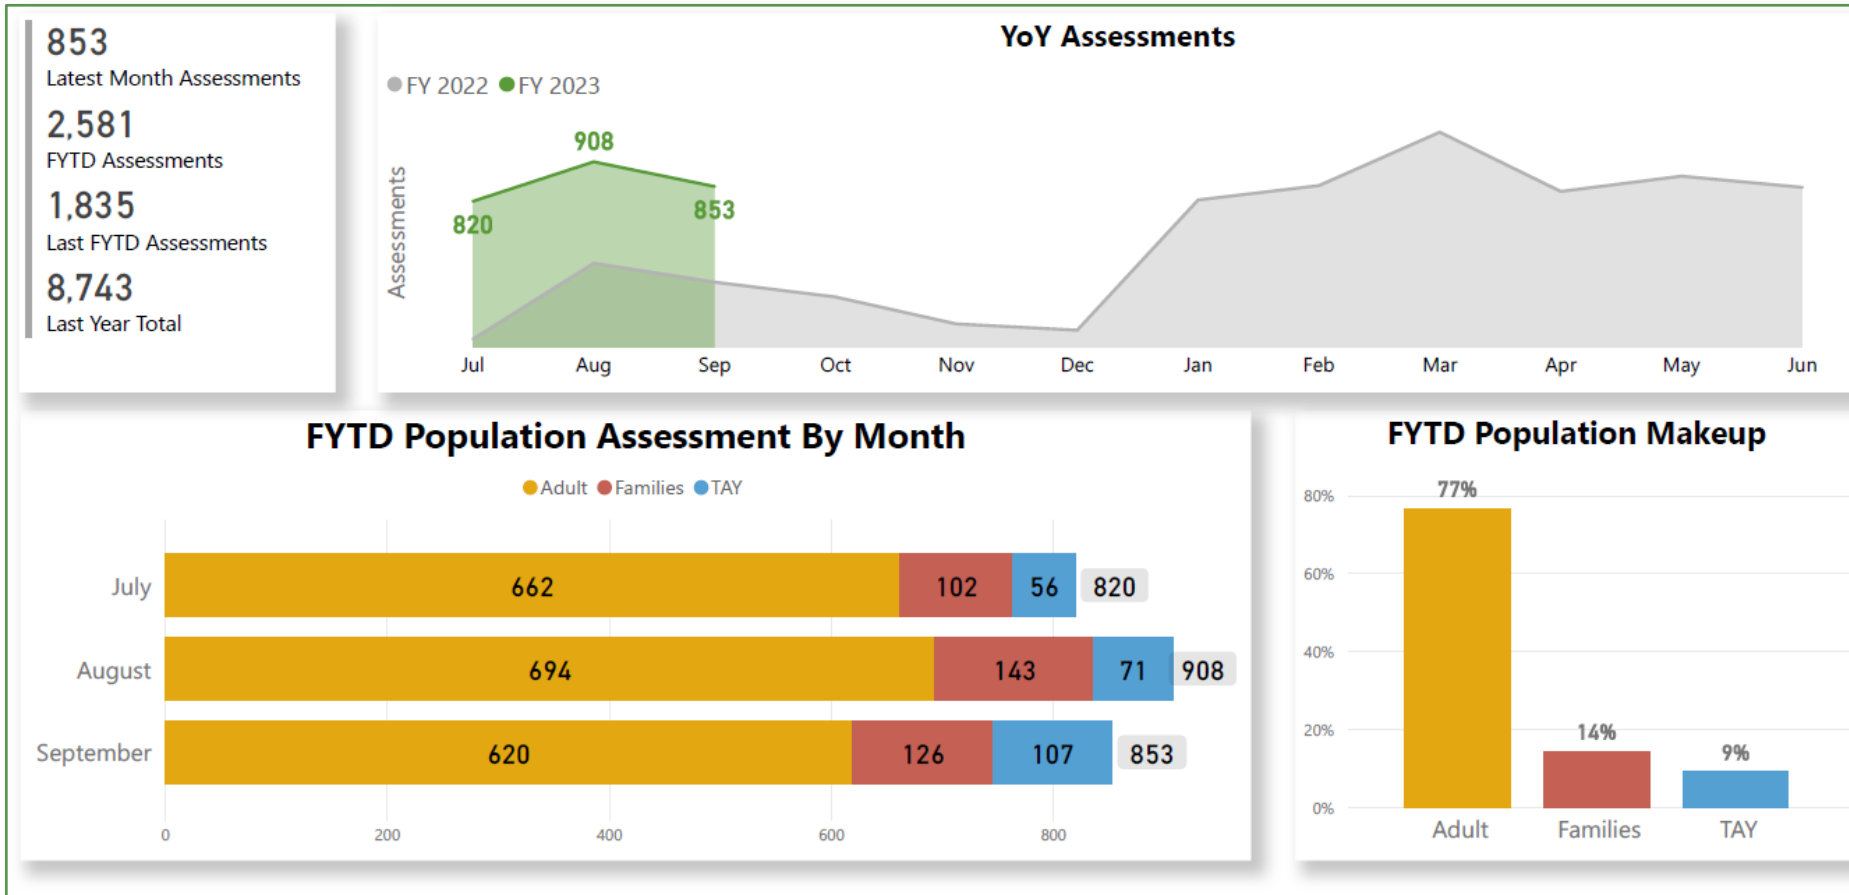 853
Latest Month Assessments
2,581
FYTD Assessments
1,835
Last FYTD Assessments
8,743
Last Year Total
YoY Assessments
FY 2022 FY 2023
Assessments
908
820
853
Jul Aug Sep Oct Nov Dec Jan Feb Mar Apr May Jun
FYTD Population Assessment By Month
Adult Families TAY
July 662 102 56 820
August 694 143 71 908
September 620 126 107 853
0 200 400 600 800
FYTD Population Makeup
80%
60%
40%
20%
0%
77%
14%
9%
Adult Families TAY